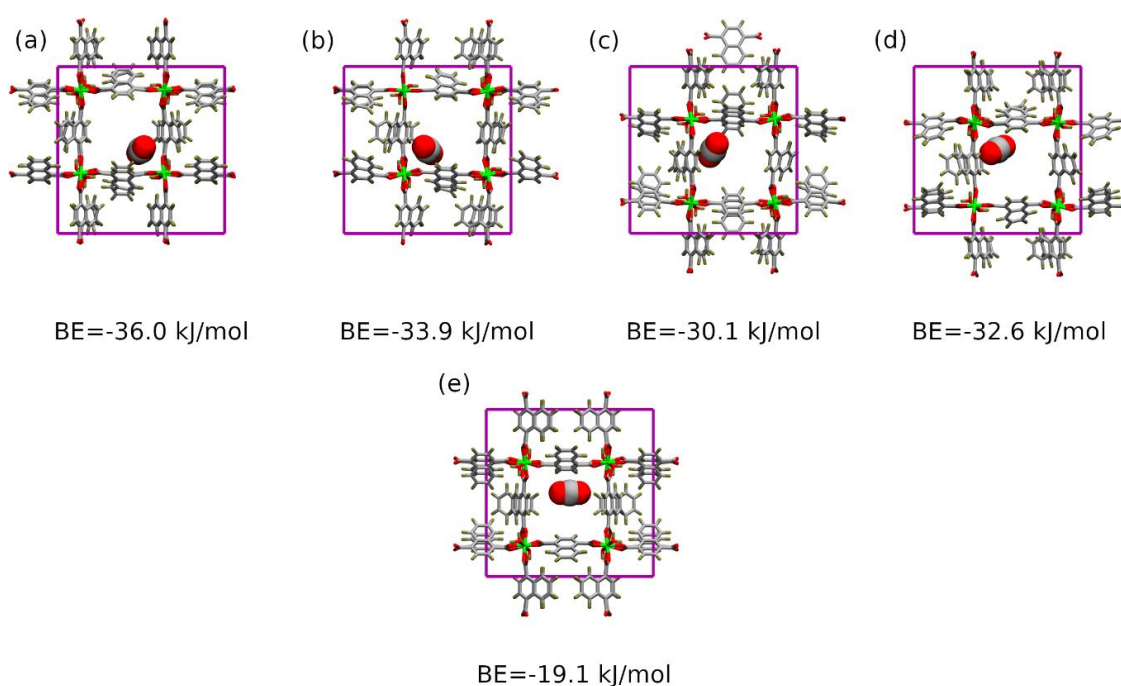 (a)
(b)
(c)
(d)
BE=-36.0 kJ/mol
BE=-33.9 kJ/mol
BE=-30.1 kJ/mol
BE=-32.6 kJ/mol
(e)
BE=-19.1 kJ/mol